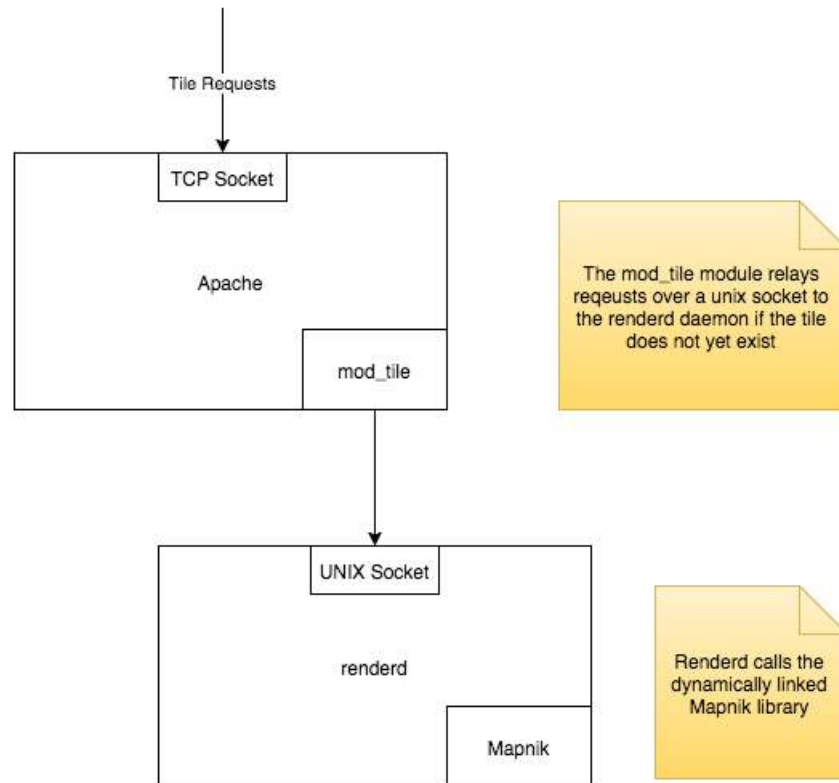 Tile Requests
TCP Socket
Apache
mod_tile
The mod_tile module relays
reqeusts over a unix socket to
the renderd daemon if the tile
does not yet exist
UNIX Socket
renderd
Mapnik
Renderd calls the
dynamically linked
Mapnik library